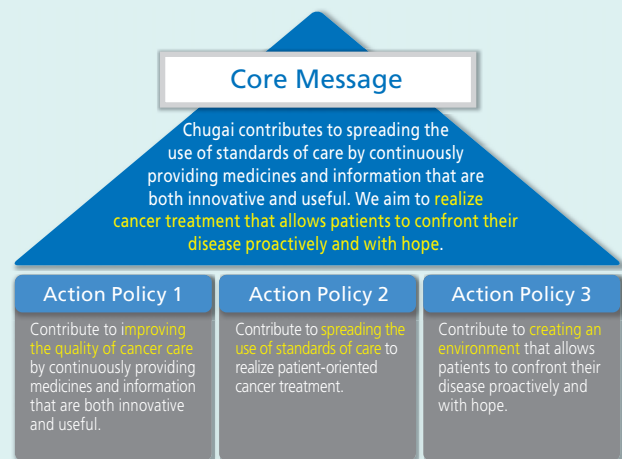 Core Message
Chugai contributes to spreading the
use of standards of care by continuously
providing medicines and information that are
both innovative and useful. We aim to realize
cancer treatment that allows patients to confront their
disease proactively and with hope.
Action Policy 1
Contribute to improving
the quality of cancer care
by continuously providing
medicines and information
that are both innovative
and useful.
Action Policy 2
Contribute to spreading the
use of standards of care to
realize patient-oriented
cancer treatment.
Action Policy 3
Contribute to creating an
environment that allows
patients to confront their
disease proactively and
with hope.